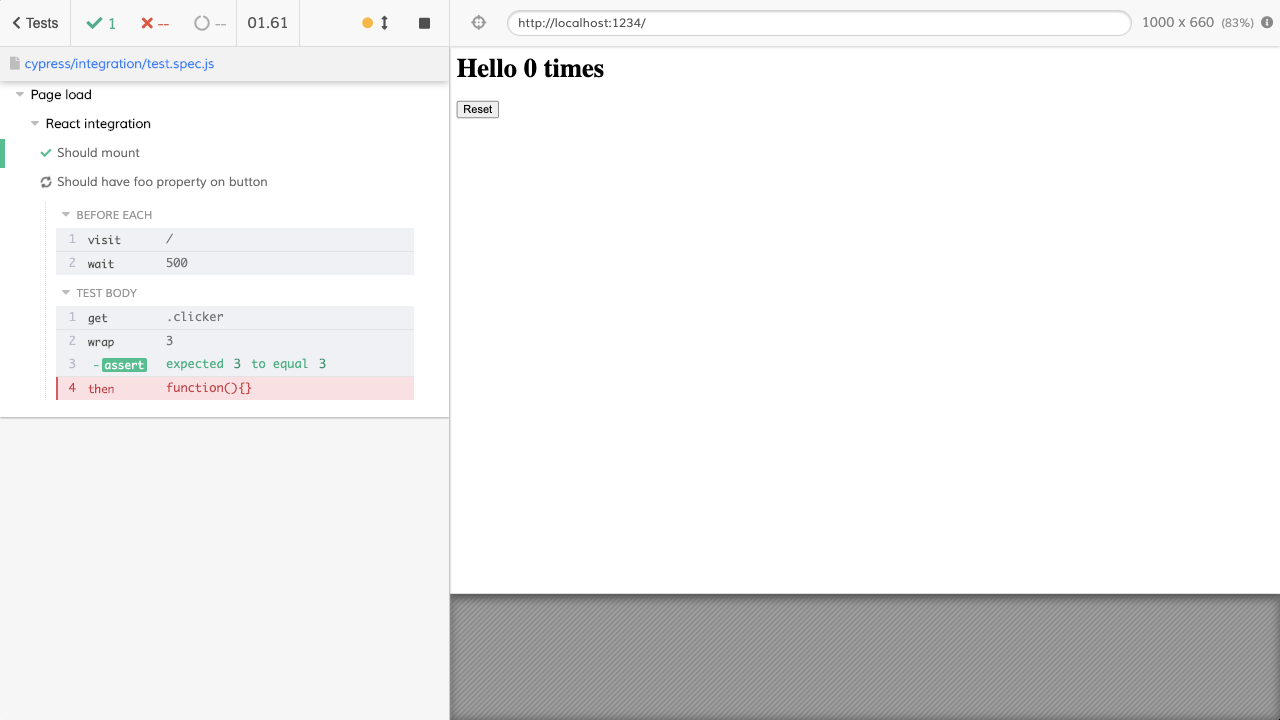 Tests 1 -- -- 01.61
cypress/integration/test.spec.js
Page load
React integration
Should mount
Should have foo property on button
BEFORE EACH
1 visit /
2 wait 500
TEST BODY
1 get .clicker
2 wrap 3
3 -assert expected 3 to equal 3
4 then function(){}
http://localhost:1234/ 1000 x 660 (83%)
Hello 0 times
Reset